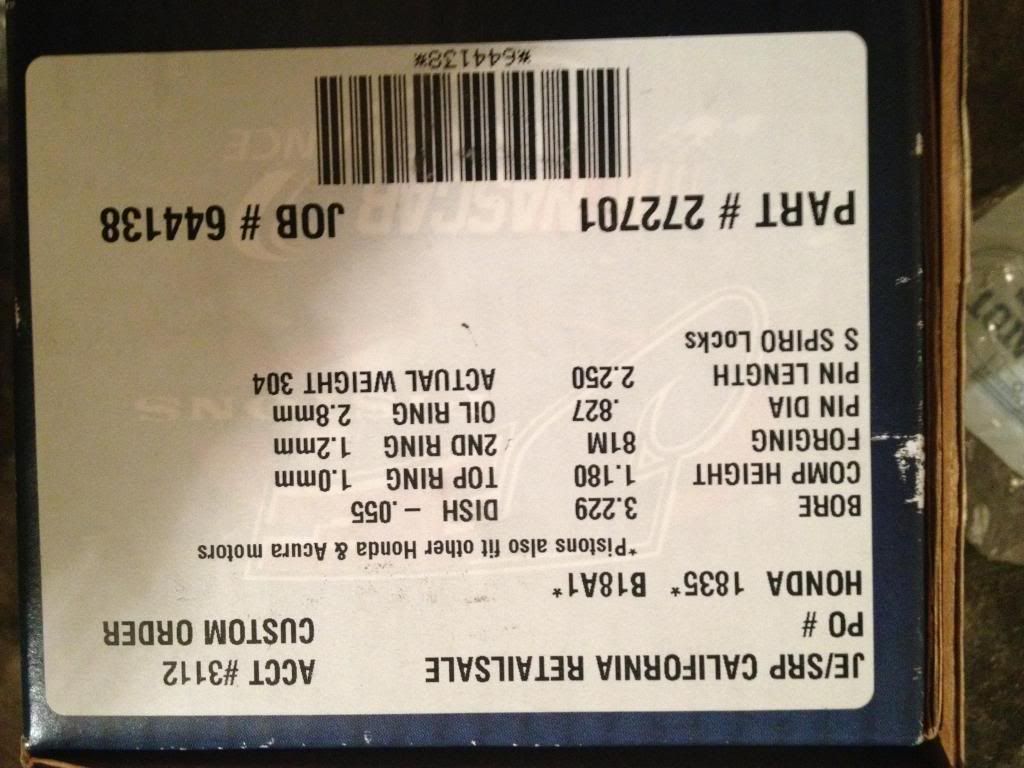 JE/SRP CALIFORNIA RETAILSALE ACCT #3112
PO # CUSTOM ORDER
HONDA 1835* B18A1*
*Pistons also fit other Honda & Acura motors
BORE 3.229 DISH - .055
COMP HEIGHT 1.180 TOP RING 1.0mm
FORGING 81M 2ND RING 1.2mm
PIN DIA .827 OIL RING 2.8mm
PIN LENGTH 2.250 ACTUAL WEIGHT 304
S SPIRO Locks
PART # 272701 JOB # 644138
*644138*
NASCAR